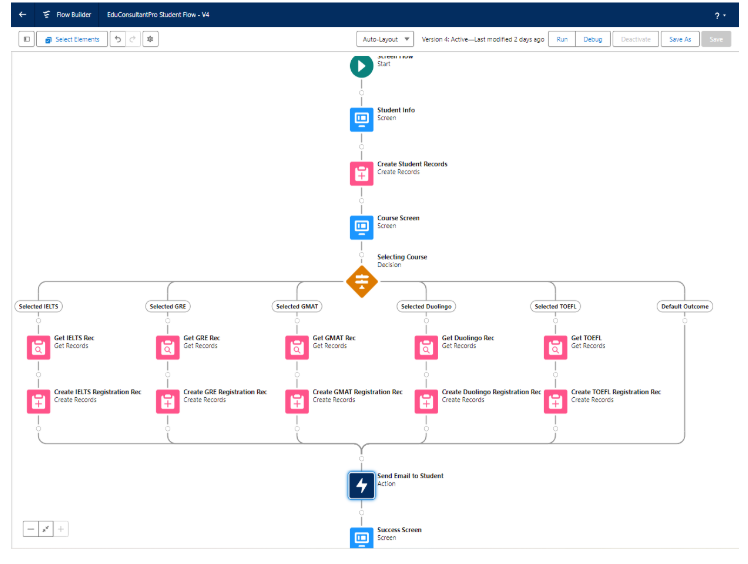 Flow Builder
EduConsultantPro Student Flow - V4
?
Select Elements
Auto-Layout
Version 4: Active—Last modified 2 days ago
Run
Debug
Deactivate
Save As
Save
Screen Flow
Start
Student Info
Screen
Create Student Records
Create Records
Course Screen
Screen
Selecting Course
Decision
Selected IELTS
Selected GRE
Selected GMAT
Selected Duolingo
Selected TOEFL
Default Outcome
Get IELTS Rec
Get Records
Get GRE Rec
Get Records
Get GMAT Rec
Get Records
Get Duolingo Rec
Get Records
Get TOEFL
Get Records
Create IELTS Registration Rec
Create Records
Create GRE Registration Rec
Create Records
Create GMAT Registration Rec
Create Records
Create Duolingo Registration Rec
Create Records
Create TOEFL Registration Rec
Create Records
Send Email to Student
Action
Success Screen
Screen